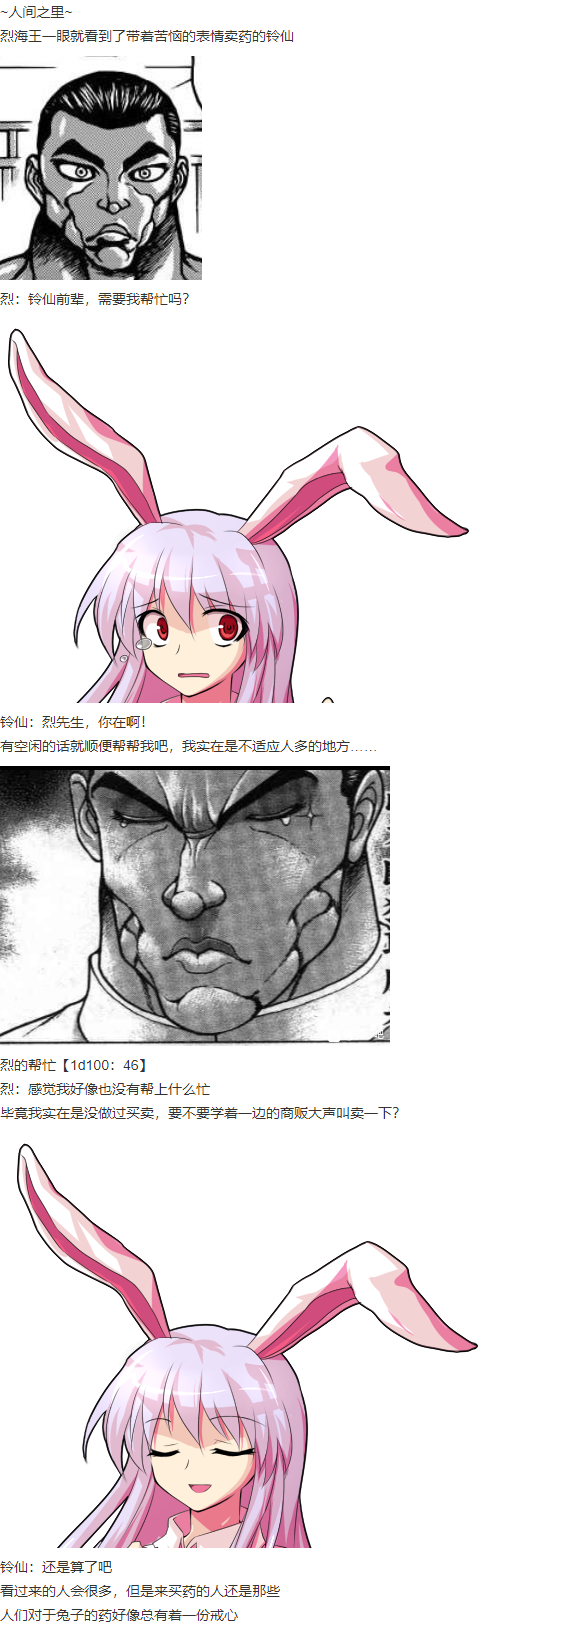 ~人间之里~
烈海王一眼就看到了带着苦恼的表情卖药的铃仙
烈：铃仙前辈，需要我帮忙吗？
铃仙：烈先生，你在啊！
有空闲的话就顺便帮帮我吧，我实在是不适应人多的地方……
烈的帮忙【1d100：46】
烈：感觉我好像也没有帮上什么忙
毕竟我实在是没做过买卖，要不要学着一边的商贩大声叫卖一下？
铃仙：还是算了吧
看过来的人会很多，但是来买药的人还是那些
人们对于兔子的药好像总有着一份戒心